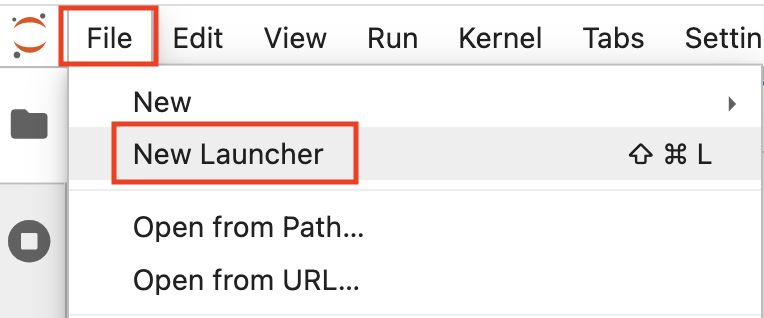 File Edit View Run Kernel Tabs Settin
New
New Launcher ⇧ ⌘ L
Open from Path...
Open from URL...